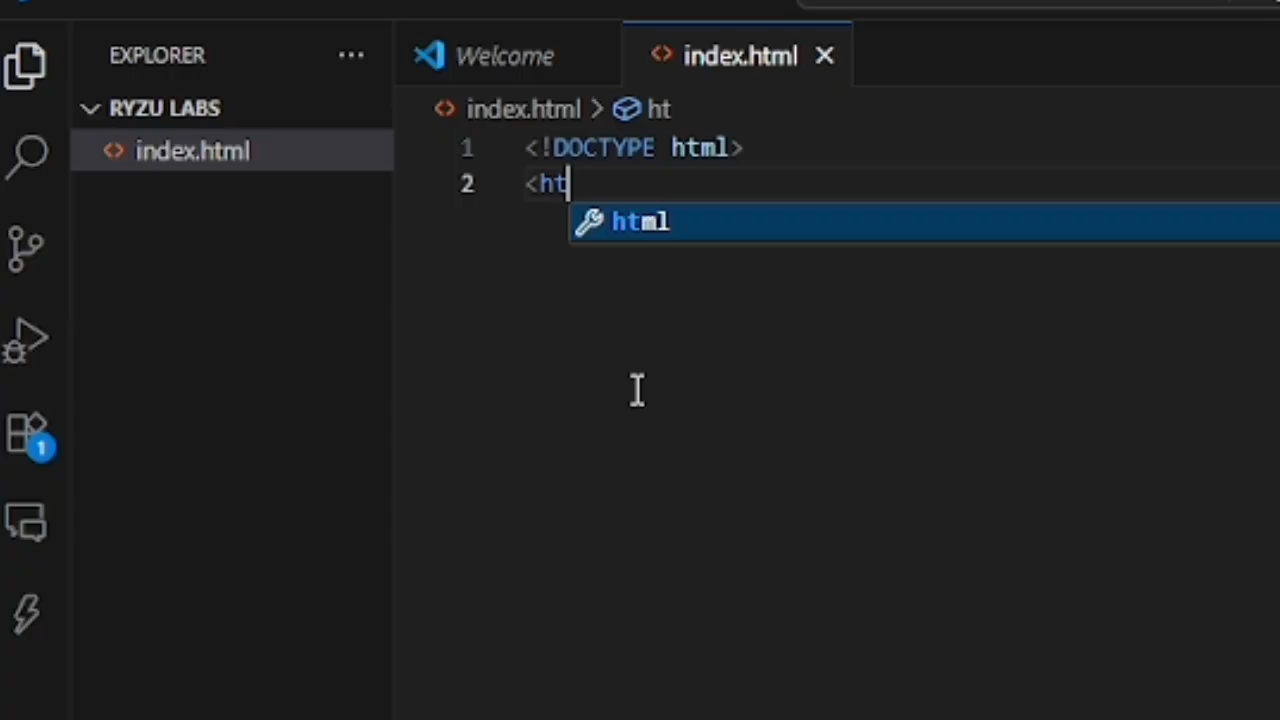 EXPLORER
Welcome
index.html
RYZU LABS
index.html > ht
index.html
1 <!DOCTYPE html>
2 <ht
html
1